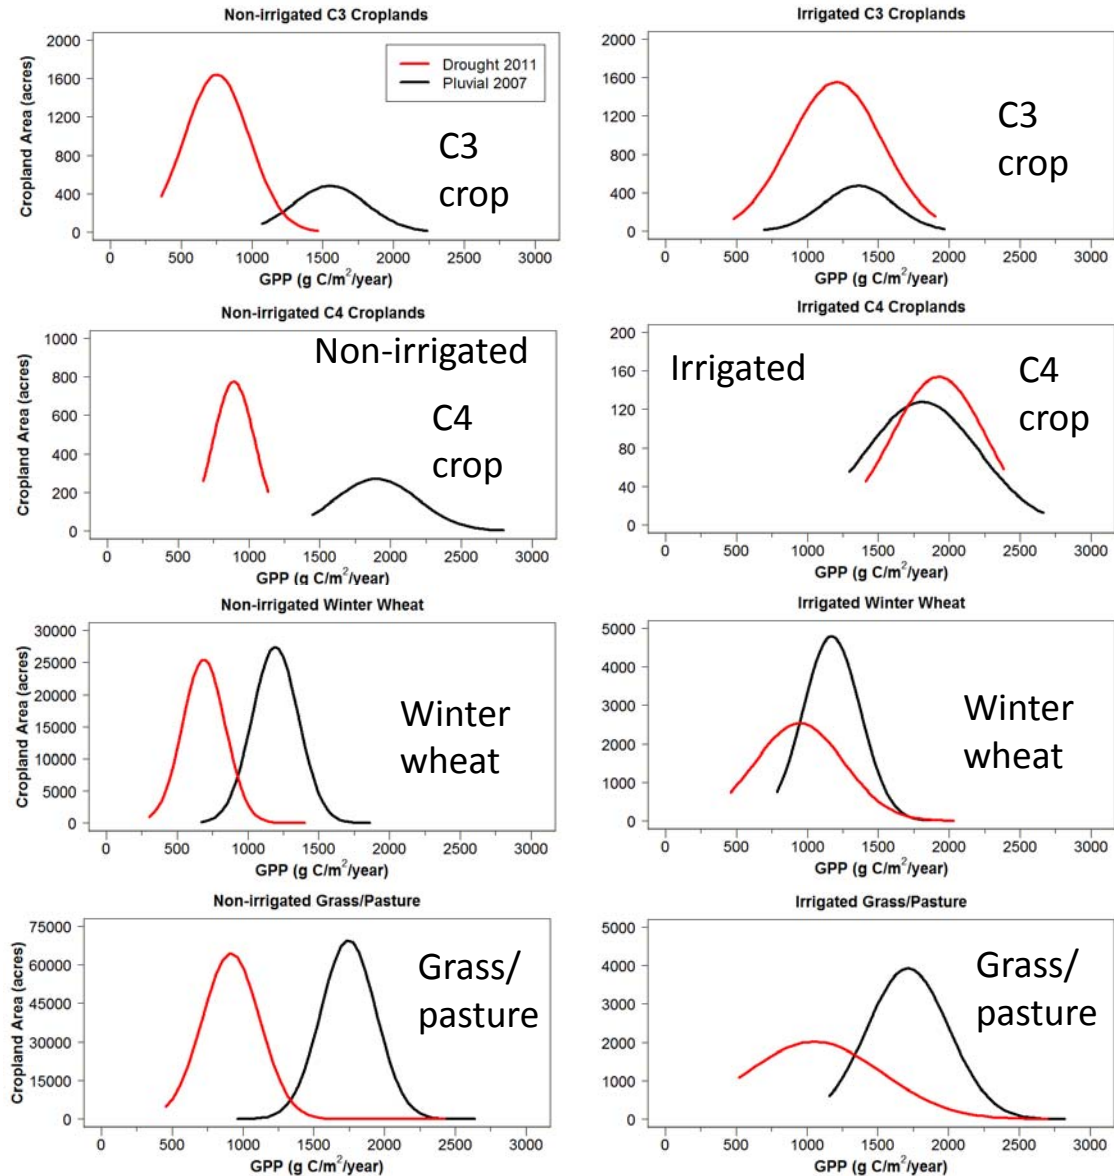 Non-irrigated C3 Croplands
Cropland Area (acres)
2000
1600
1200
800
400
0
Drought 2011
Pluvial 2007
C3
crop
0 500 1000 1500 2000 2500 3000
GPP (g C/m²/year)
Irrigated C3 Croplands
2000
1600
1200
800
400
0
C3
crop
0 500 1000 1500 2000 2500 3000
GPP (g C/m²/year)
Non-irrigated C4 Croplands
Cropland Area (acres)
1000
800
600
400
200
0
Non-irrigated
C4
crop
0 500 1000 1500 2000 2500 3000
GPP (g C/m²/year)
Irrigated C4 Croplands
200
160
120
80
40
0
Irrigated
C4
crop
0 500 1000 1500 2000 2500 3000
GPP (g C/m²/year)
Non-irrigated Winter Wheat
Cropland Area (acres)
30000
25000
20000
15000
10000
5000
0
Winter
wheat
0 500 1000 1500 2000 2500 3000
GPP (g C/m²/year)
Irrigated Winter Wheat
5000
4000
3000
2000
1000
0
Winter
wheat
0 500 1000 1500 2000 2500 3000
GPP (g C/m²/year)
Non-irrigated Grass/Pasture
Cropland Area (acres)
75000
60000
45000
30000
15000
0
Grass/
pasture
0 500 1000 1500 2000 2500 3000
GPP (g C/m²/year)
Irrigated Grass/Pasture
5000
4000
3000
2000
1000
0
Grass/
pasture
0 500 1000 1500 2000 2500 3000
GPP (g C/m²/year)